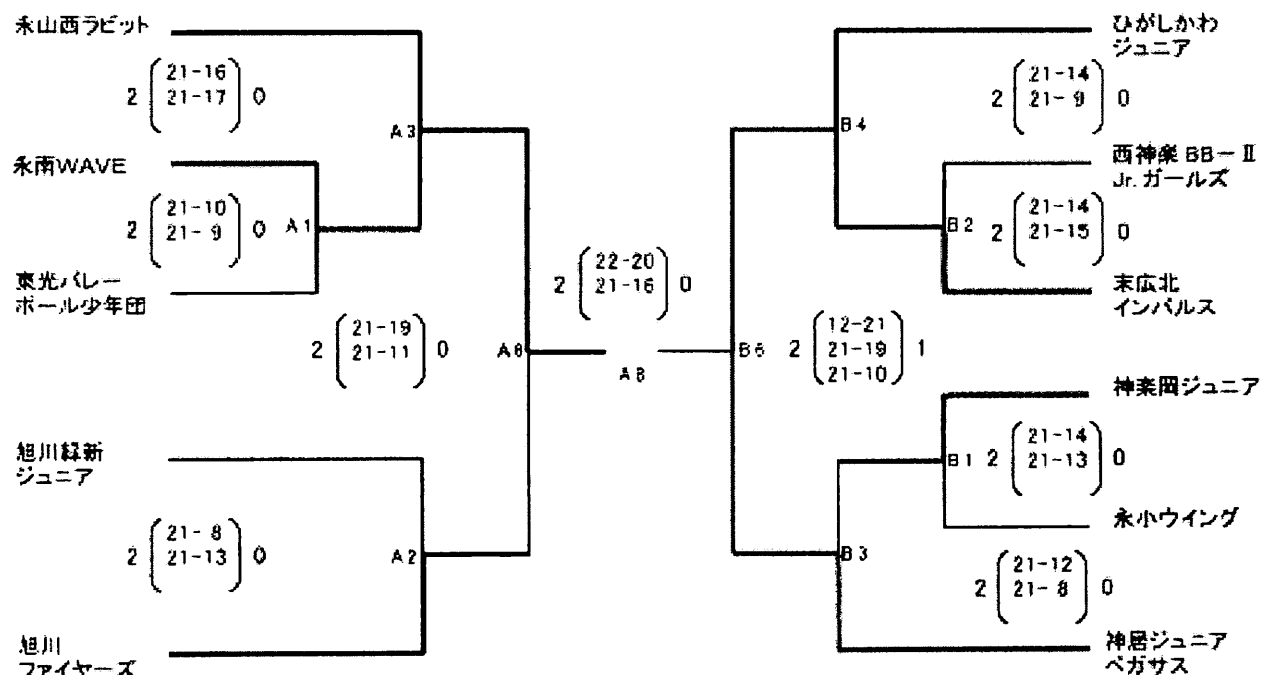 永山西ラビット
2 21-16 0
21-17
A3
永南WAVE
2 21-10 0
21- 9
A1
東光バレー
ボール少年団
2 21-19 0
21-11
A6
旭川緑新
ジュニア
2 21- 8 0
21-13
A2
旭川
ファイヤーズ
2 22-20 0
21-16
A8
ひがしかわ
ジュニア
2 21-14 0
21- 9
B4
西神楽 BB-Ⅱ
Jr.ガールズ
B2 2 21-14 0
21-15
末広北
インパルス
2 12-21 1
21-19
21-10
神楽岡ジュニア
B1 2 21-14 0
21-13
永小ウイング
B3
2 21-12 0
21- 8
神居ジュニア
ペガサス